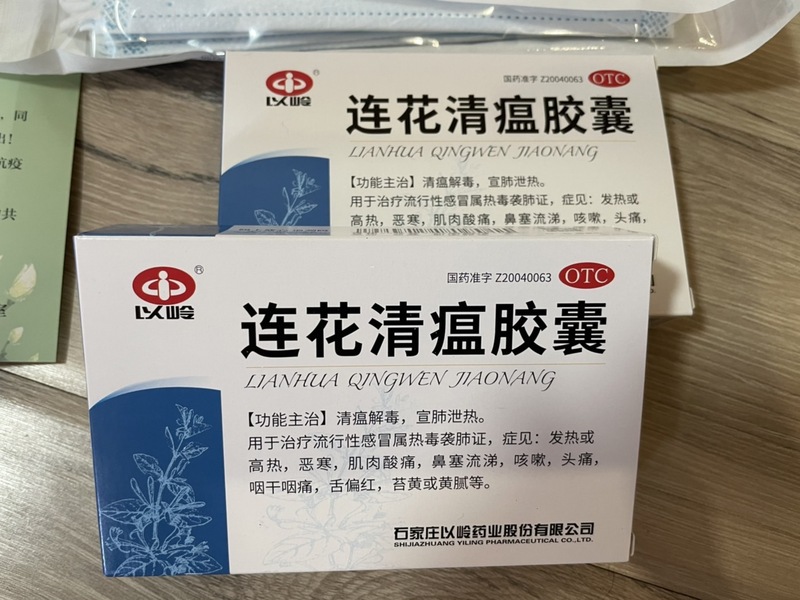 ，同
出!
抗疫
共
以岭®
国药准字 Z20040063 OTC
连花清瘟胶囊
LIANHUA QINGWEN JIAONANG
【功能主治】清瘟解毒，宣肺泄热。
用于治疗流行性感冒属热毒袭肺证，症见：发热或
高热，恶寒，肌肉酸痛，鼻塞流涕，咳嗽，头痛，
以岭®
国药准字 Z20040063 OTC
连花清瘟胶囊
LIANHUA QINGWEN JIAONANG
【功能主治】清瘟解毒，宣肺泄热。
用于治疗流行性感冒属热毒袭肺证，症见：发热或
高热，恶寒，肌肉酸痛，鼻塞流涕，咳嗽，头痛，
咽干咽痛，舌偏红，苔黄或黄腻等。
石家庄以岭药业股份有限公司
SHIJIAZHUANG YILING PHARMACEUTICAL CO.,LTD.